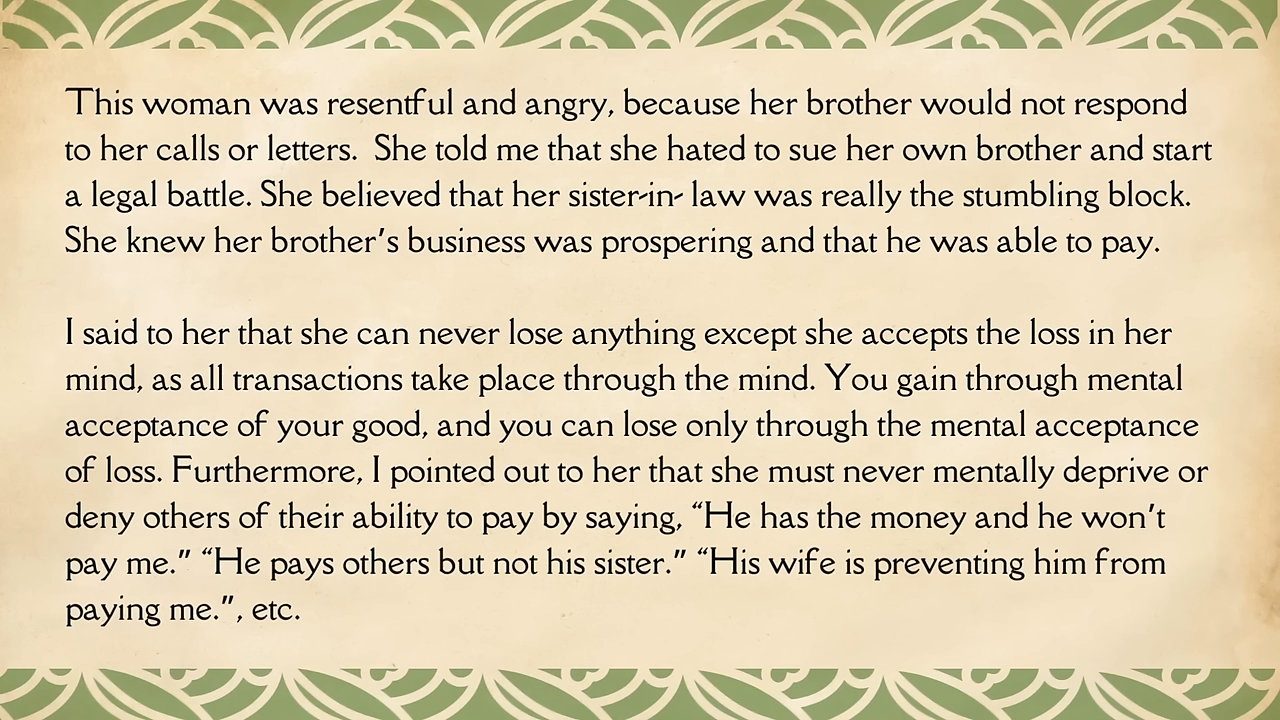 This woman was resentful and angry, because her brother would not respond
to her calls or letters.  She told me that she hated to sue her own brother and start
a legal battle. She believed that her sister-in- law was really the stumbling block.
She knew her brother's business was prospering and that he was able to pay.

I said to her that she can never lose anything except she accepts the loss in her
mind, as all transactions take place through the mind. You gain through mental
acceptance of your good, and you can lose only through the mental acceptance
of loss. Furthermore, I pointed out to her that she must never mentally deprive or
deny others of their ability to pay by saying, “He has the money and he won't
pay me." “He pays others but not his sister." “His wife is preventing him from
paying me.", etc.